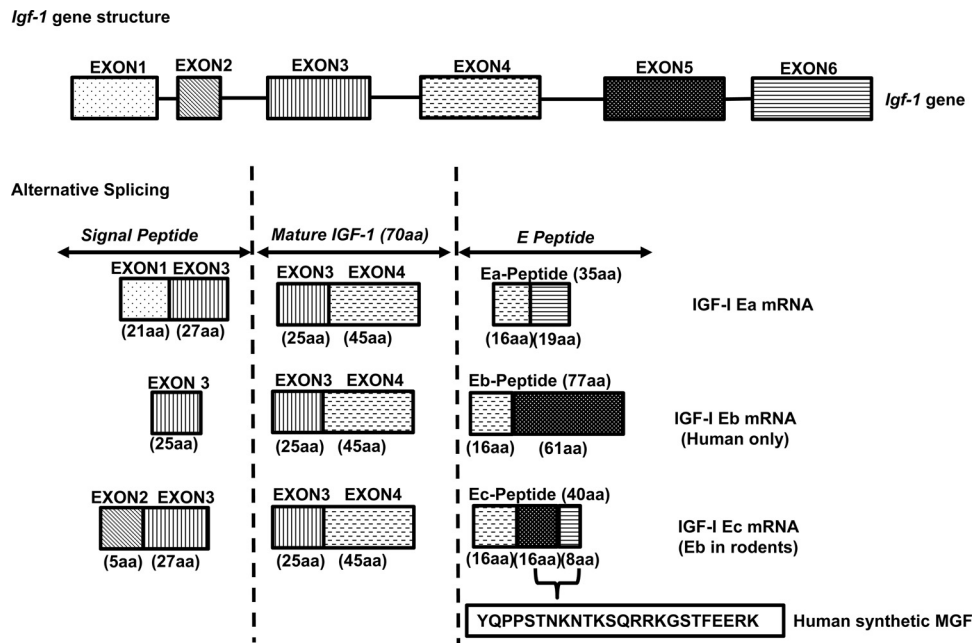 Igf-1 gene structure
EXON1 EXON2 EXON3 EXON4 EXON5 EXON6
Igf-1 gene
Alternative Splicing
Signal Peptide Mature IGF-1 (70aa) E Peptide
EXON1 EXON3 EXON3 EXON4 Ea-Peptide (35aa)
IGF-I Ea mRNA
(21aa) (27aa) (25aa) (45aa) (16aa) (19aa)
EXON 3 EXON3 EXON4 Eb-Peptide (77aa)
IGF-I Eb mRNA
(Human only)
(25aa) (25aa) (45aa) (16aa) (61aa)
EXON2 EXON3 EXON3 EXON4 Ec-Peptide (40aa)
IGF-I Ec mRNA
(Eb in rodents)
(5aa) (27aa) (25aa) (45aa) (16aa) (16aa) (8aa)
YQPPSTNKNTKSQRRKGSTFEERK Human synthetic MGF